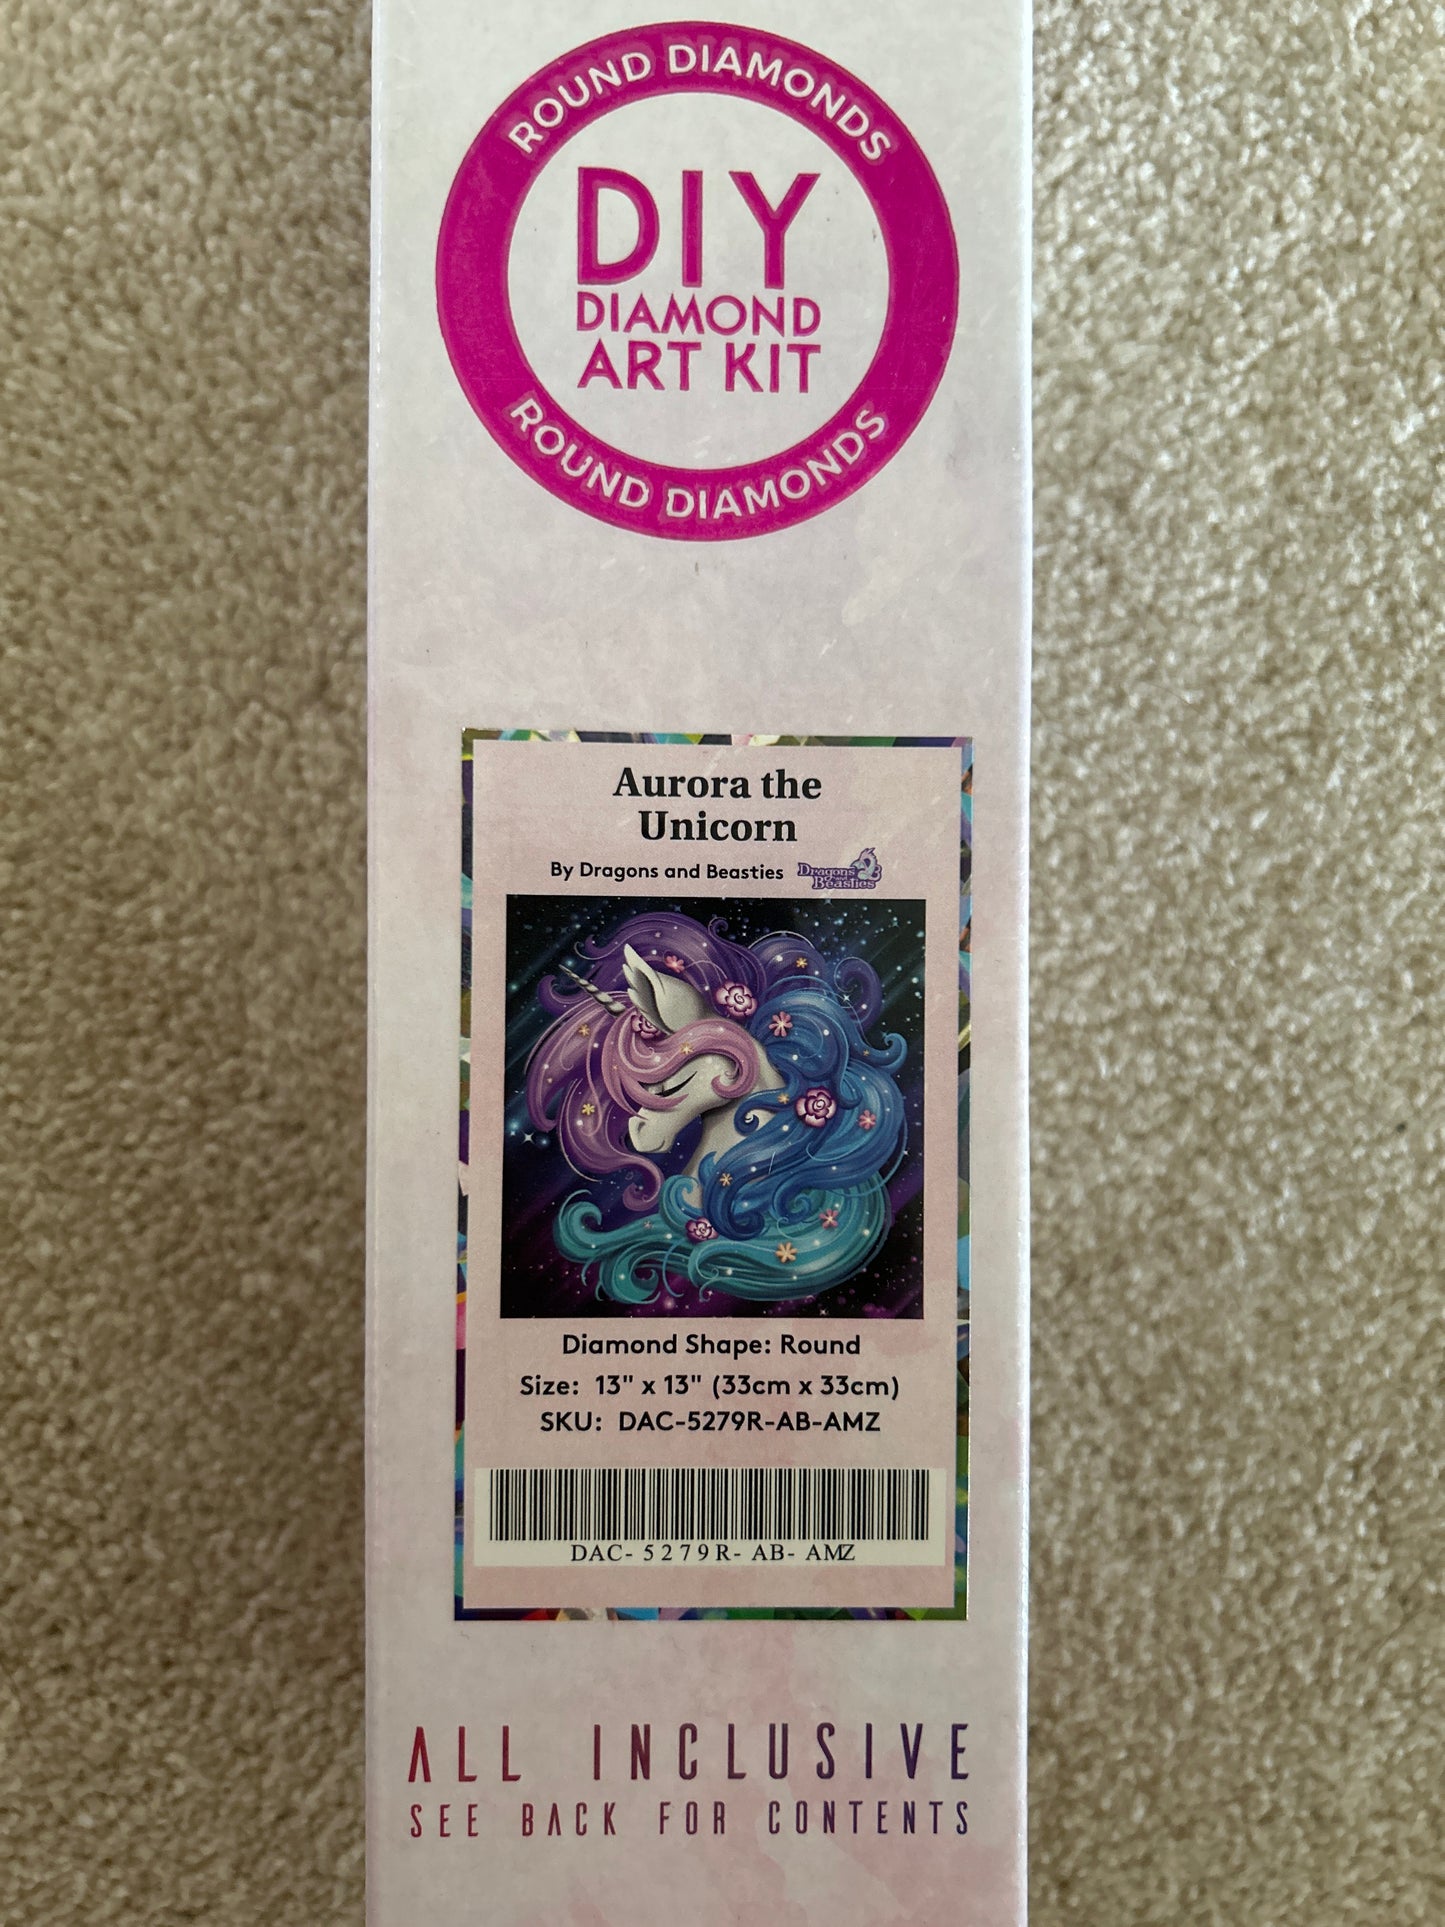 ROUND DIAMONDS
DIY
DIAMOND
ART KIT
ROUND DIAMONDS
Aurora the
Unicorn
By Dragons and Beasties
Dragons and
Beasties
Diamond Shape: Round
Size: 13" x 13" (33cm x 33cm)
SKU: DAC-5279R-AB-AMZ
DAC-5279R-AB-AMZ
ALL INCLUSIVE
SEE BACK FOR CONTENTS